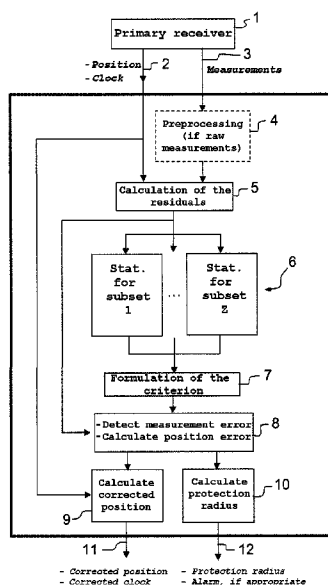 1
Primary receiver
2
3
- Position
- Clock
Measurements
4
Preprocessing
(if raw
measurements)
Calculation of the
residuals
5
Stat.
for
subset
1
...
Stat.
for
subset
Z
6
Formulation of the
criterion
7
- Detect measurement error
- Calculate position error
8
Calculate
corrected
position
9
Calculate
protection
radius
10
11
12
- Corrected position
- Corrected clock
- Protection radius
- Alarm, if appropriate